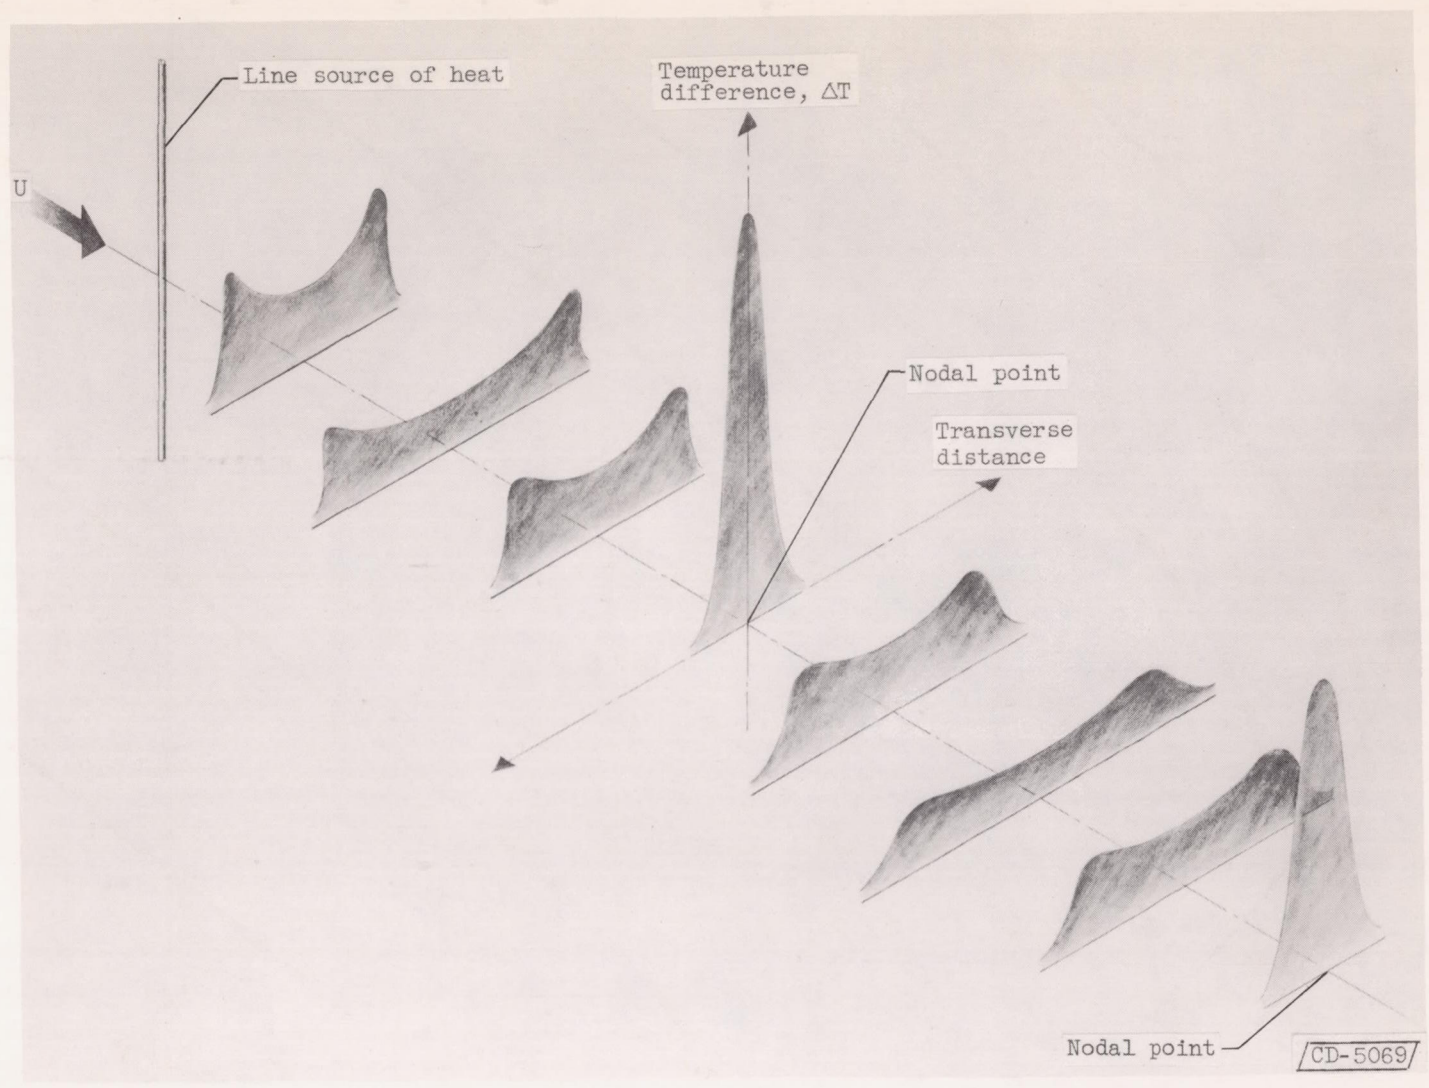 Line source of heat
Temperature
difference, ΔT
U
Nodal point
Transverse
distance
Nodal point
CD-5069